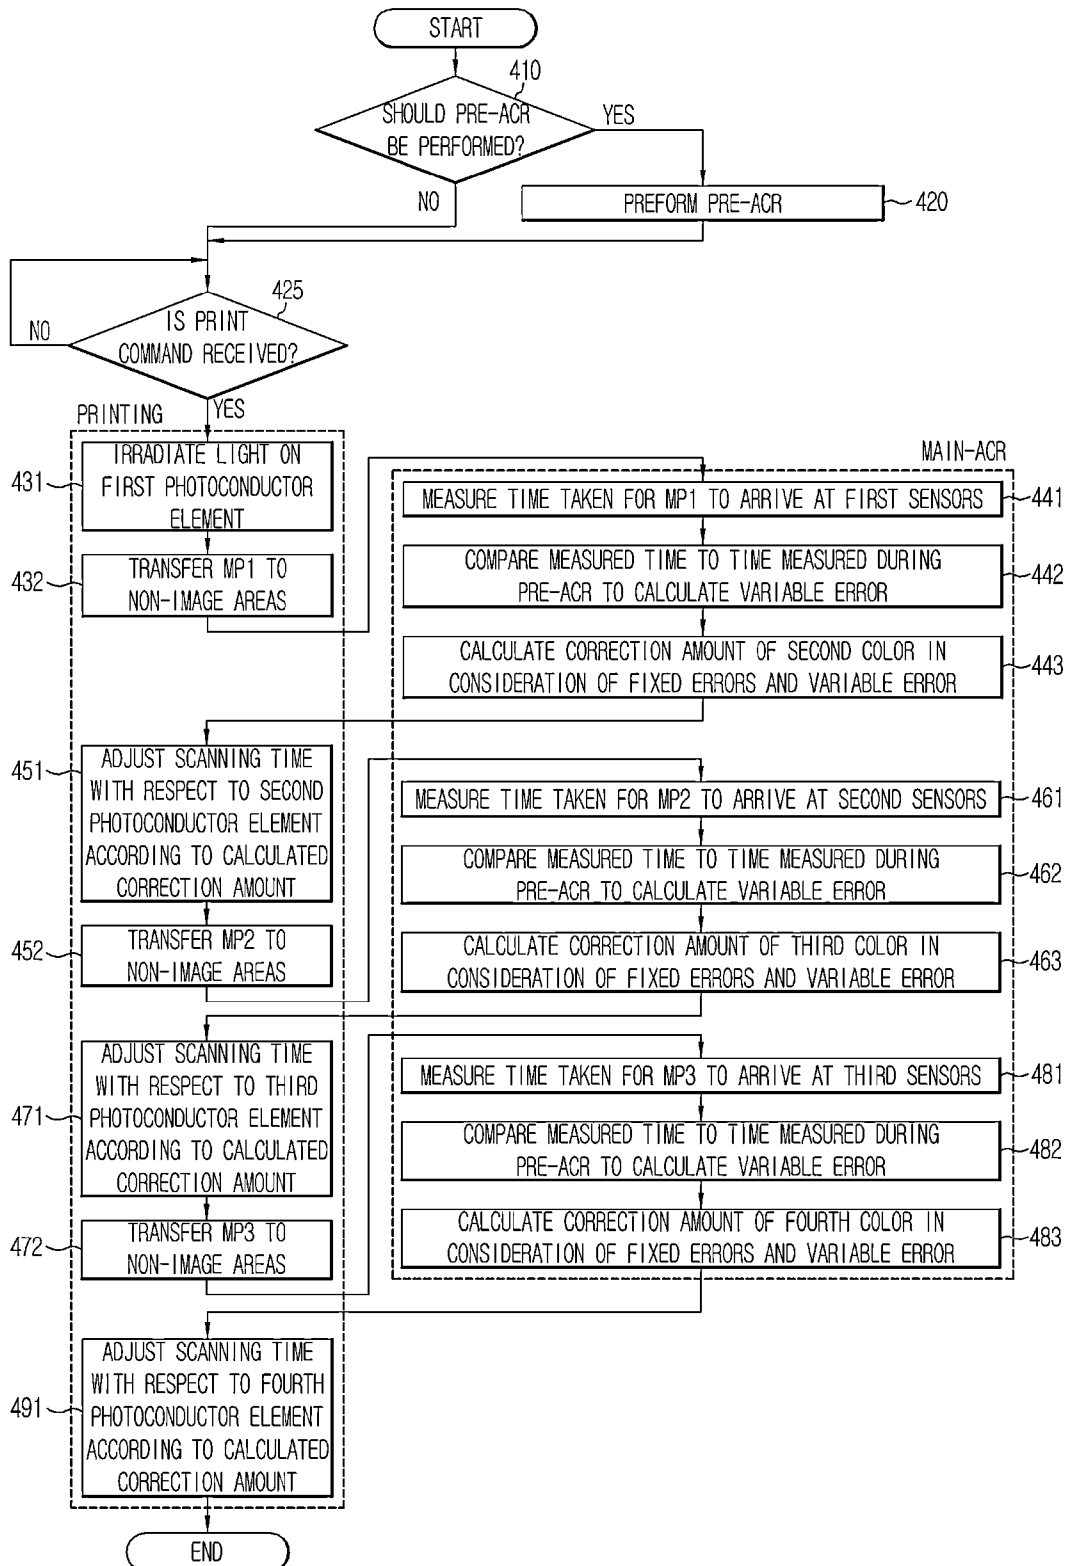 START
410
SHOULD PRE-ACR
BE PERFORMED?
YES
NO
PREFORM PRE-ACR
420
425
IS PRINT
COMMAND RECEIVED?
NO
YES
PRINTING
IRRADIATE LIGHT ON
FIRST PHOTOCONDUCTOR
ELEMENT
431
TRANSFER MP1 TO
NON-IMAGE AREAS
432
MAIN-ACR
MEASURE TIME TAKEN FOR MP1 TO ARRIVE AT FIRST SENSORS
441
COMPARE MEASURED TIME TO TIME MEASURED DURING
PRE-ACR TO CALCULATE VARIABLE ERROR
442
CALCULATE CORRECTION AMOUNT OF SECOND COLOR IN
CONSIDERATION OF FIXED ERRORS AND VARIABLE ERROR
443
451
ADJUST SCANNING TIME
WITH RESPECT TO SECOND
PHOTOCONDUCTOR ELEMENT
ACCORDING TO CALCULATED
CORRECTION AMOUNT
452
TRANSFER MP2 TO
NON-IMAGE AREAS
MEASURE TIME TAKEN FOR MP2 TO ARRIVE AT SECOND SENSORS
461
COMPARE MEASURED TIME TO TIME MEASURED DURING
PRE-ACR TO CALCULATE VARIABLE ERROR
462
CALCULATE CORRECTION AMOUNT OF THIRD COLOR IN
CONSIDERATION OF FIXED ERRORS AND VARIABLE ERROR
463
471
ADJUST SCANNING TIME
WITH RESPECT TO THIRD
PHOTOCONDUCTOR ELEMENT
ACCORDING TO CALCULATED
CORRECTION AMOUNT
472
TRANSFER MP3 TO
NON-IMAGE AREAS
MEASURE TIME TAKEN FOR MP3 TO ARRIVE AT THIRD SENSORS
481
COMPARE MEASURED TIME TO TIME MEASURED DURING
PRE-ACR TO CALCULATE VARIABLE ERROR
482
CALCULATE CORRECTION AMOUNT OF FOURTH COLOR IN
CONSIDERATION OF FIXED ERRORS AND VARIABLE ERROR
483
491
ADJUST SCANNING TIME
WITH RESPECT TO FOURTH
PHOTOCONDUCTOR ELEMENT
ACCORDING TO CALCULATED
CORRECTION AMOUNT
END